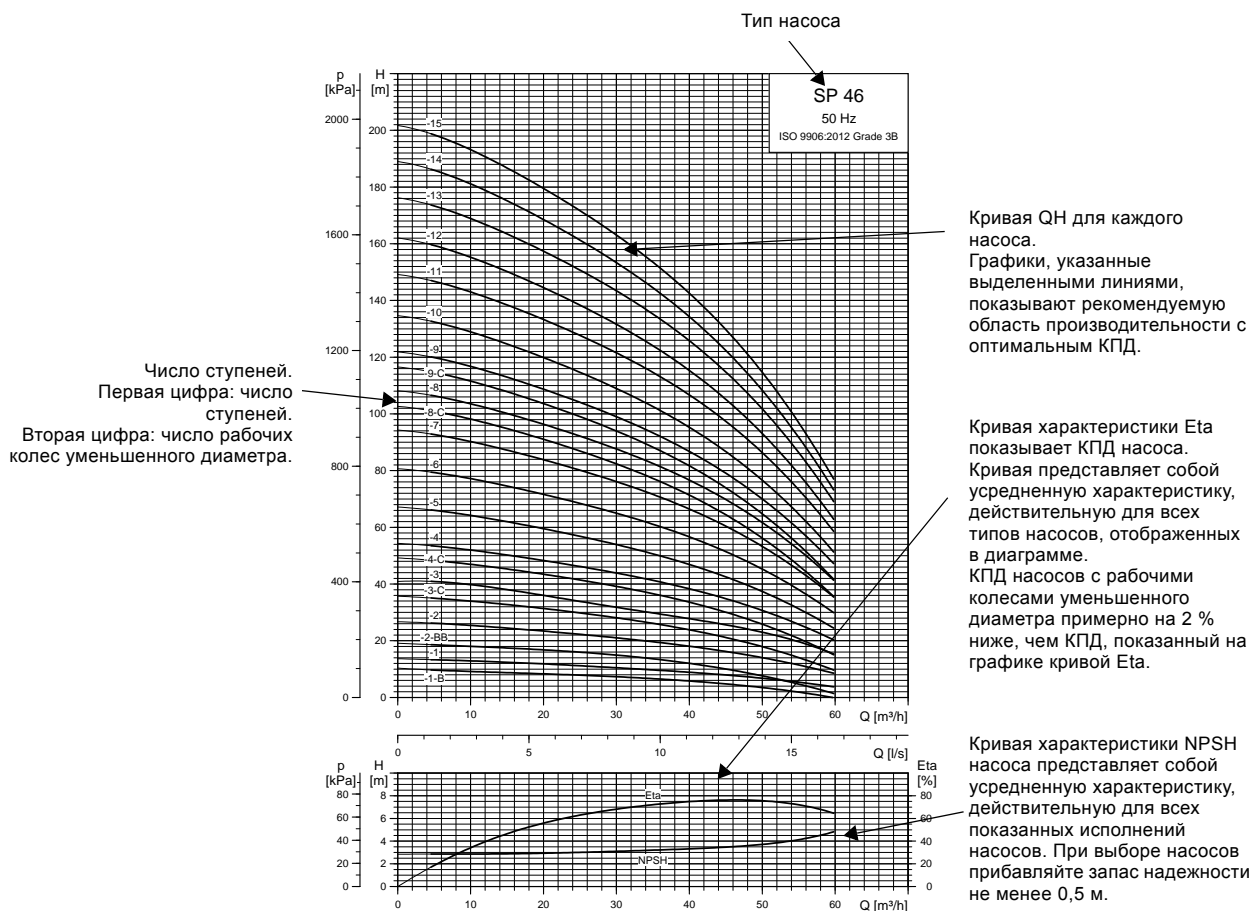 Тип насоса
p
[kPa]
H
[m]
SP 46
50 Hz
ISO 9906:2012 Grade 3B
2000
1600
1200
800
400
0
200
180
160
140
120
100
80
60
40
20
0
-15
-14
-13
-12
-11
-10
-9
-9-C
-8
-8-C
-7
-6
-5
-4
-4-C
-3
-3-C
-2
-2-BB
-1
-1-B
0 10 20 30 40 50 60 Q [m³/h]
0 5 10 15 Q [l/s]
Число ступеней.
Первая цифра: число
ступеней.
Вторая цифра: число рабочих
колес уменьшенного диаметра.
Кривая QH для каждого
насоса.
Графики, указанные
выделенными линиями,
показывают рекомендуемую
область производительности с
оптимальным КПД.
Кривая характеристики Eta
показывает КПД насоса.
Кривая представляет собой
усредненную характеристику,
действительную для всех
типов насосов, отображенных
в диаграмме.
КПД насосов с рабочими
колесами уменьшенного
диаметра примерно на 2 %
ниже, чем КПД, показанный на
графике кривой Eta.
p
[kPa]
H
[m]
Eta
[%]
80
60
40
20
0
8
6
4
2
0
Eta
NPSH
80
60
40
20
0
0 10 20 30 40 50 60 Q [m³/h]
Кривая характеристики NPSH
насоса представляет собой
усредненную характеристику,
действительную для всех
показанных исполнений
насосов. При выборе насосов
прибавляйте запас надежности
не менее 0,5 м.